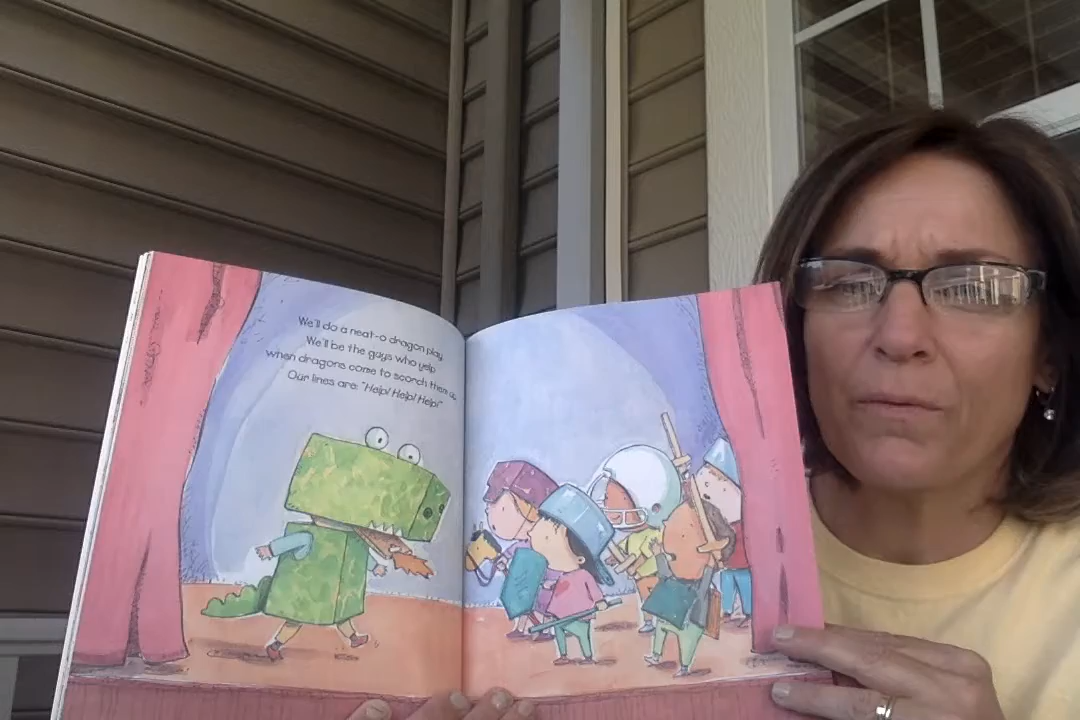 We'll do a neat-o dragon play.
We'll be the guys who yelp
when dragons come to scorch them up.
Our lines are: "Help! Help! Help!"